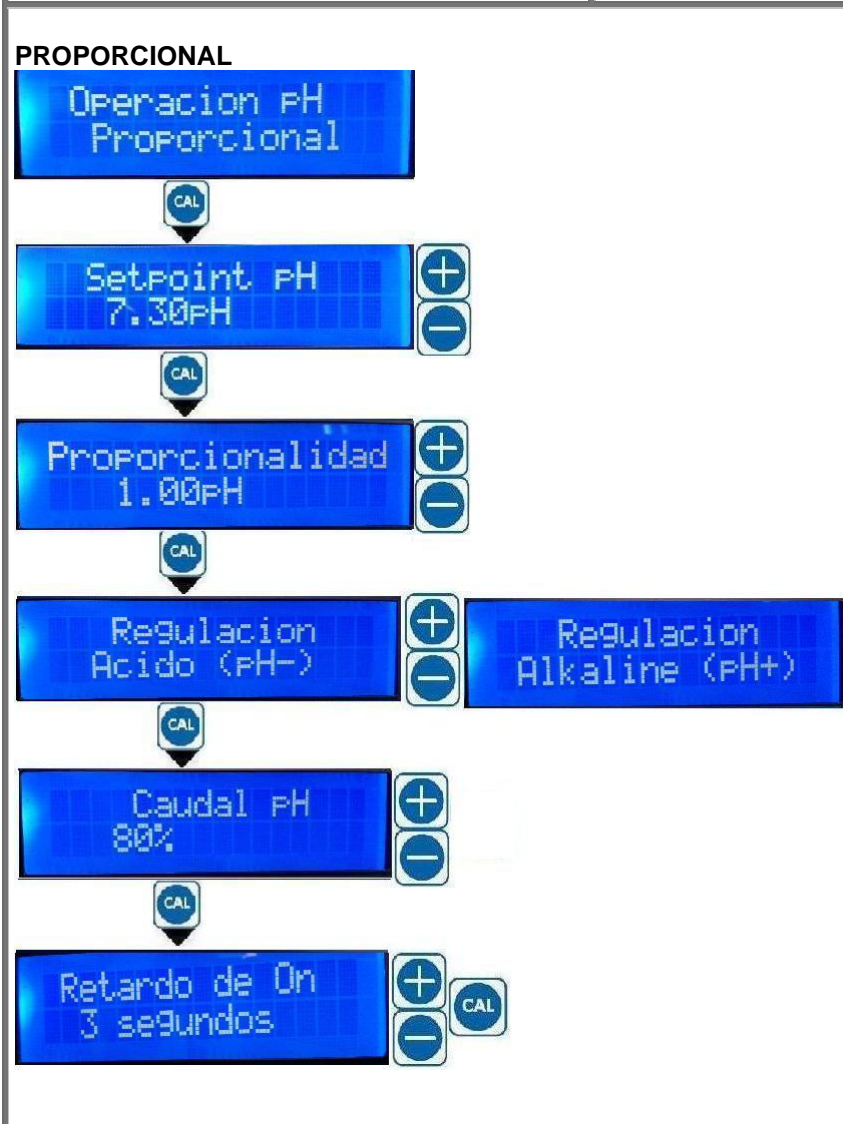 PROPORCIONAL
Operacion pH
Proporcional
CAL
Setpoint pH
7.30pH
+
−
CAL
Proporcionalidad
1.00pH
+
−
CAL
Regulacion
Acido (pH-)
+
−
Regulacion
Alkaline (pH+)
CAL
Caudal pH
80%
+
−
CAL
Retardo de On
3 segundos
+
−
CAL